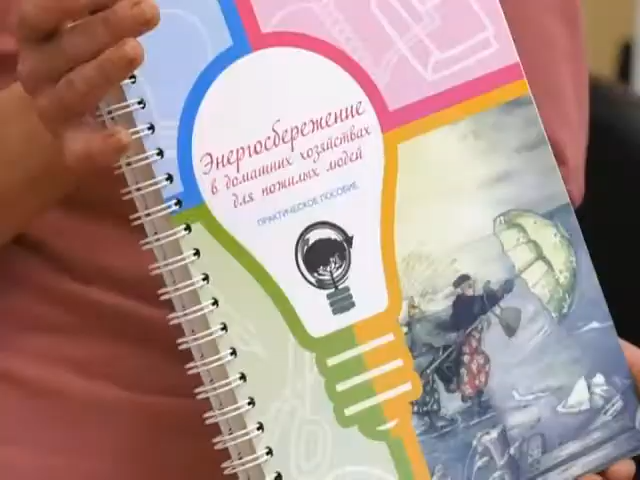 Энергосбережение
в домашних хозяйствах
для пожилых людей
ПРАКТИЧЕСКОЕ ПОСОБИЕ